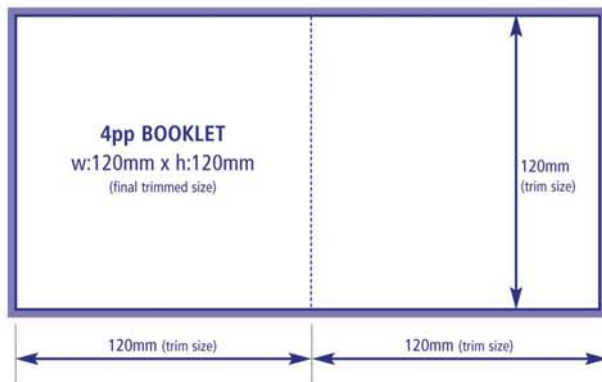 4pp BOOKLET
w:120mm x h:120mm
(final trimmed size)
120mm
(trim size)
120mm (trim size)
120mm (trim size)